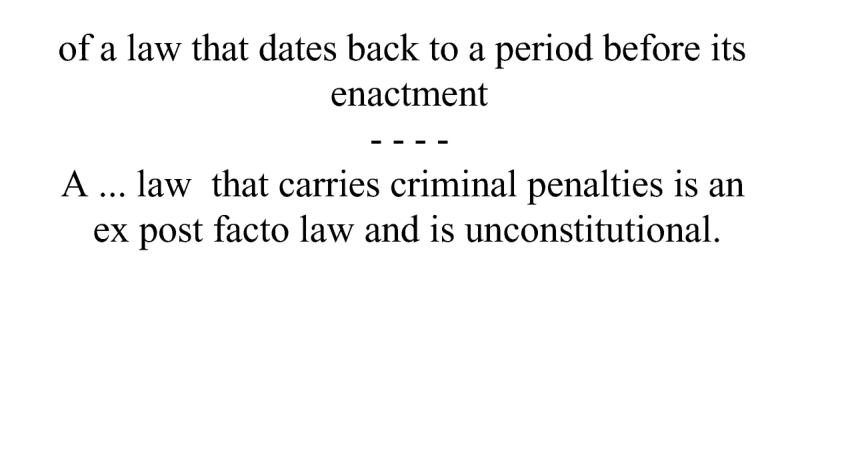 of a law that dates back to a period before its
enactment
- - - -
A ... law  that carries criminal penalties is an
ex post facto law and is unconstitutional.